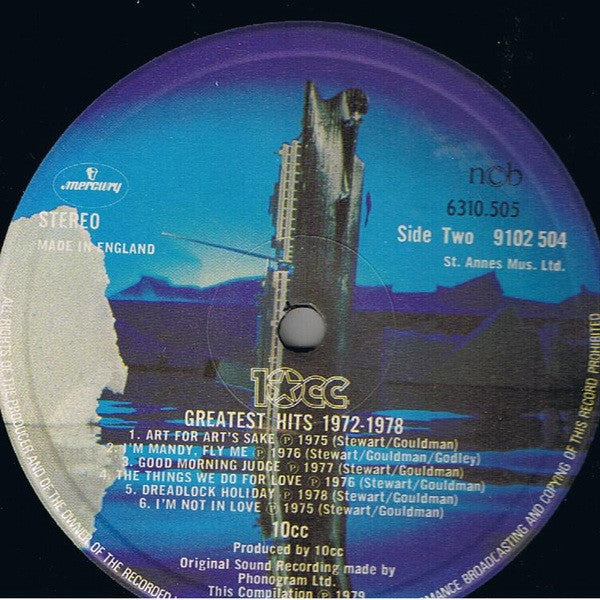 mercury
STEREO
MADE IN ENGLAND
ncb
6310.505
Side Two 9102 504
St. Annes Mus. Ltd.
10cc
GREATEST HITS 1972-1978
1. ART FOR ART'S SAKE ℗ 1975 (Stewart/Gouldman)
2. I'M MANDY, FLY ME ℗ 1976 (Stewart/Gouldman/Godley)
3. GOOD MORNING JUDGE ℗ 1977 (Stewart/Gouldman)
4. THE THINGS WE DO FOR LOVE ℗ 1976 (Stewart/Gouldman)
5. DREADLOCK HOLIDAY ℗ 1978 (Stewart/Gouldman)
6. I'M NOT IN LOVE ℗ 1975 (Stewart/Gouldman)
10cc
Produced by 10cc
Original Sound Recording made by
Phonogram Ltd.
This Compilation ℗ 1979
ALL RIGHTS OF THE PRODUCER AND OF THE OWNER OF THE RECORDED
BROADCASTING AND COPYING OF THIS RECORD PROHIBITED